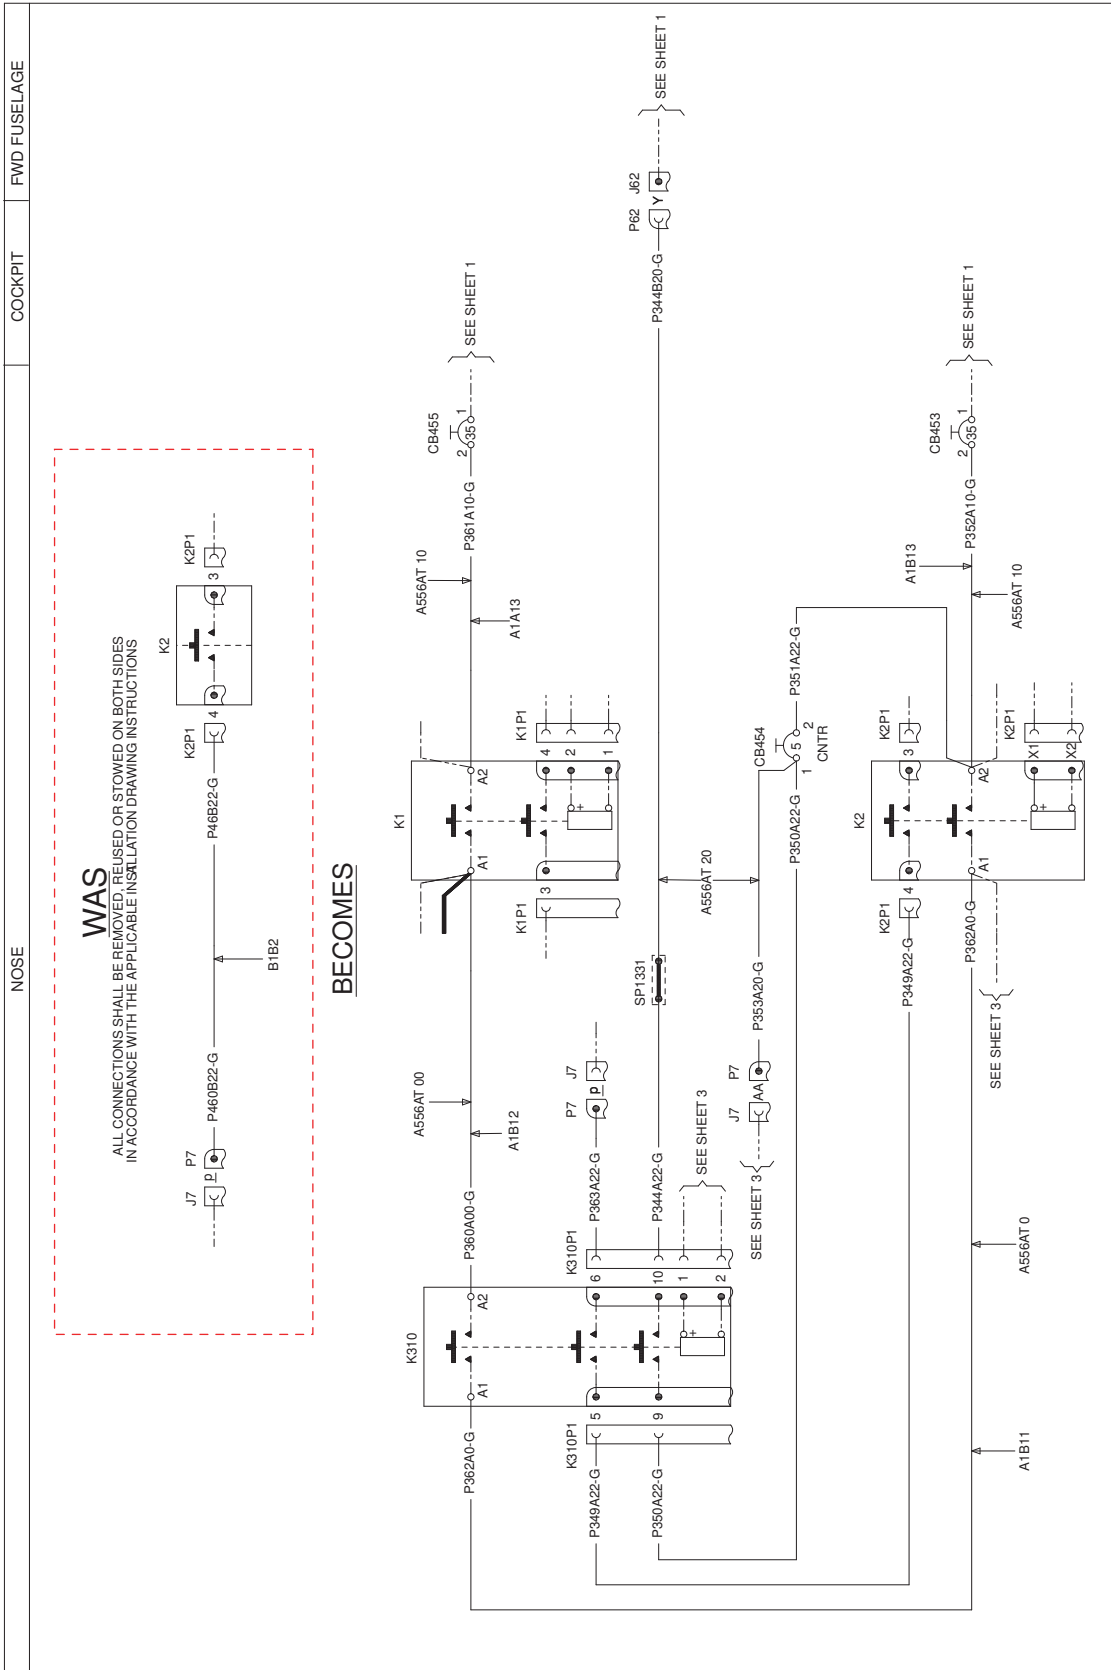 NOSE
COCKPIT
FWD FUSELAGE
WAS
ALL CONNECTIONS SHALL BE REMOVED, REUSED OR STOWED ON BOTH SIDES
IN ACCORDANCE WITH THE APPLICABLE INSALLATION DRAWING INSTRUCTIONS
J7
p
P7
P460B22-G
B1B2
P46B22-G
K2P1
4
K2
3
K2P1
BECOMES
K310
A1
A2
P362A0-G
P360A00-G
A556AT 00
A1B12
K1
A1
A2
A556AT 10
A1A13
P361A10-G
CB455
2
35
1
SEE SHEET 1
K1P1
3
4
2
1
+
K1P1
K310P1
5
9
P349A22-G
P350A22-G
6
10
1
2
+
K310P1
P363A22-G
P7
p
J7
P344A22-G
SP1331
A556AT 20
P344B20-G
P62
Y
J62
SEE SHEET 1
SEE SHEET 3
SEE SHEET 3
J7
AA
P7
P353A20-G
P350A22-G
CB454
1
5
2
CNTR
P351A22-G
K2
K2P1
4
3
K2P1
P349A22-G
P362A0-G
A1
A2
K2P1
X1
X2
+
SEE SHEET 3
A1B13
A556AT 10
P352A10-G
CB453
2
35
1
SEE SHEET 1
A1B11
A556AT 0